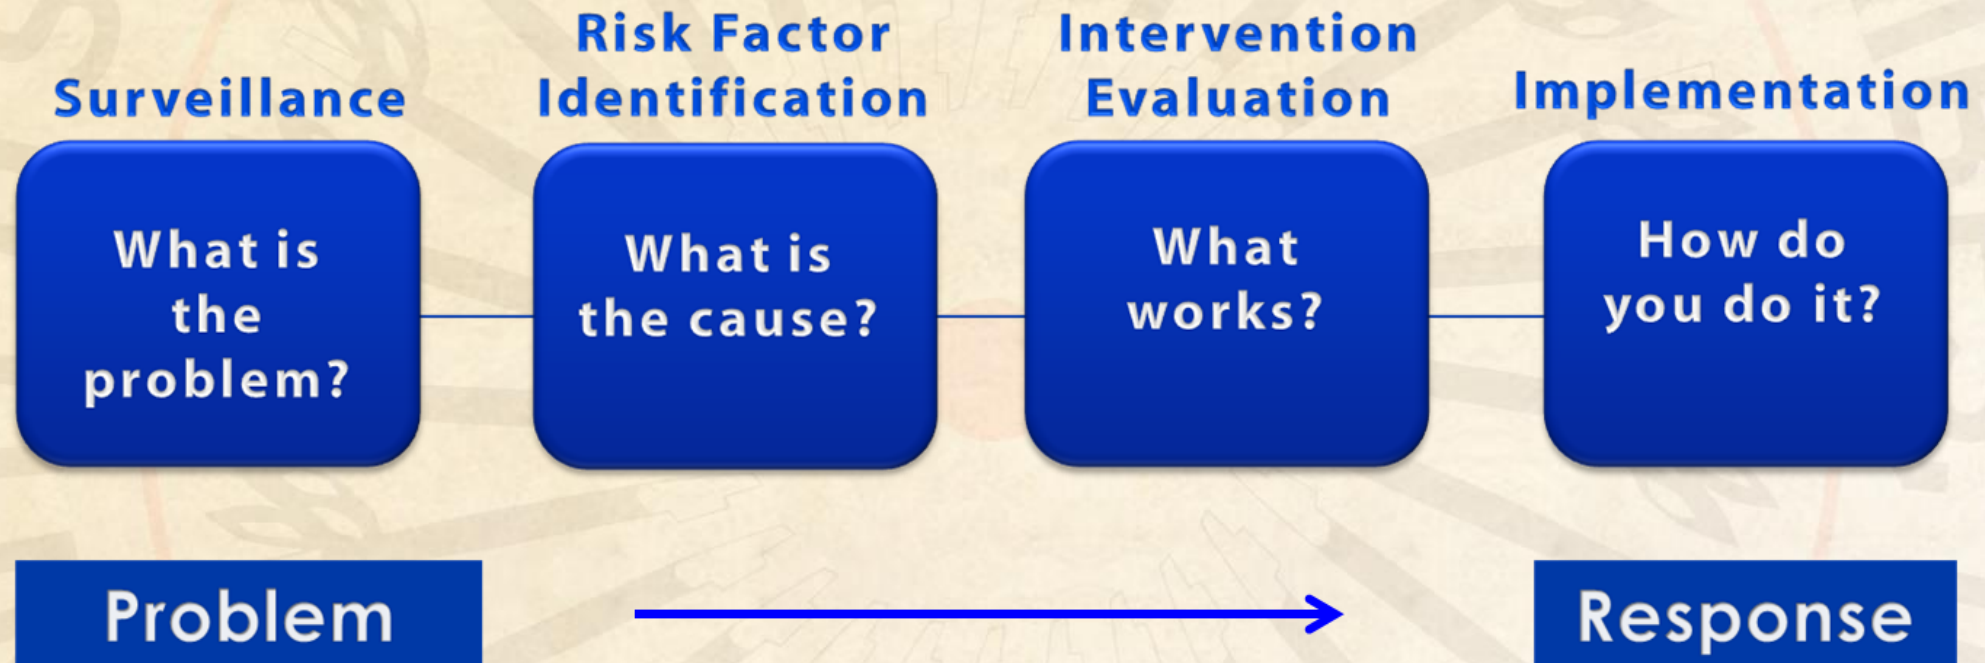 Surveillance
Risk Factor
Identification
Intervention
Evaluation
Implementation
What is
the
problem?
What is
the cause?
What
works?
How do
you do it?
Problem
Response